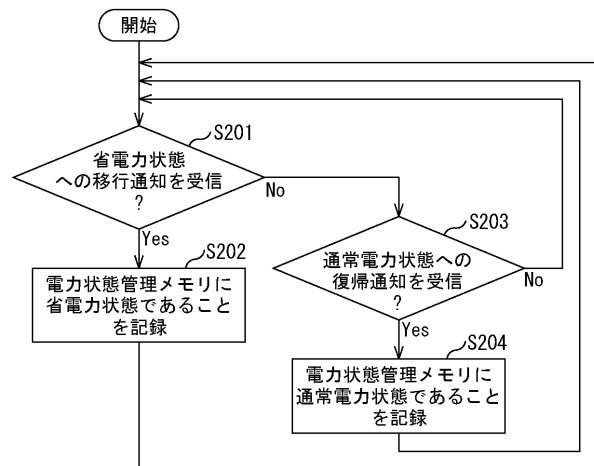 開始
S201
省電力状態
への移行通知を受信
?
No
Yes
S202
電力状態管理メモリに
省電力状態であること
を記録
S203
通常電力状態への
復帰通知を受信
?
No
Yes
S204
電力状態管理メモリに
通常電力状態であること
を記録